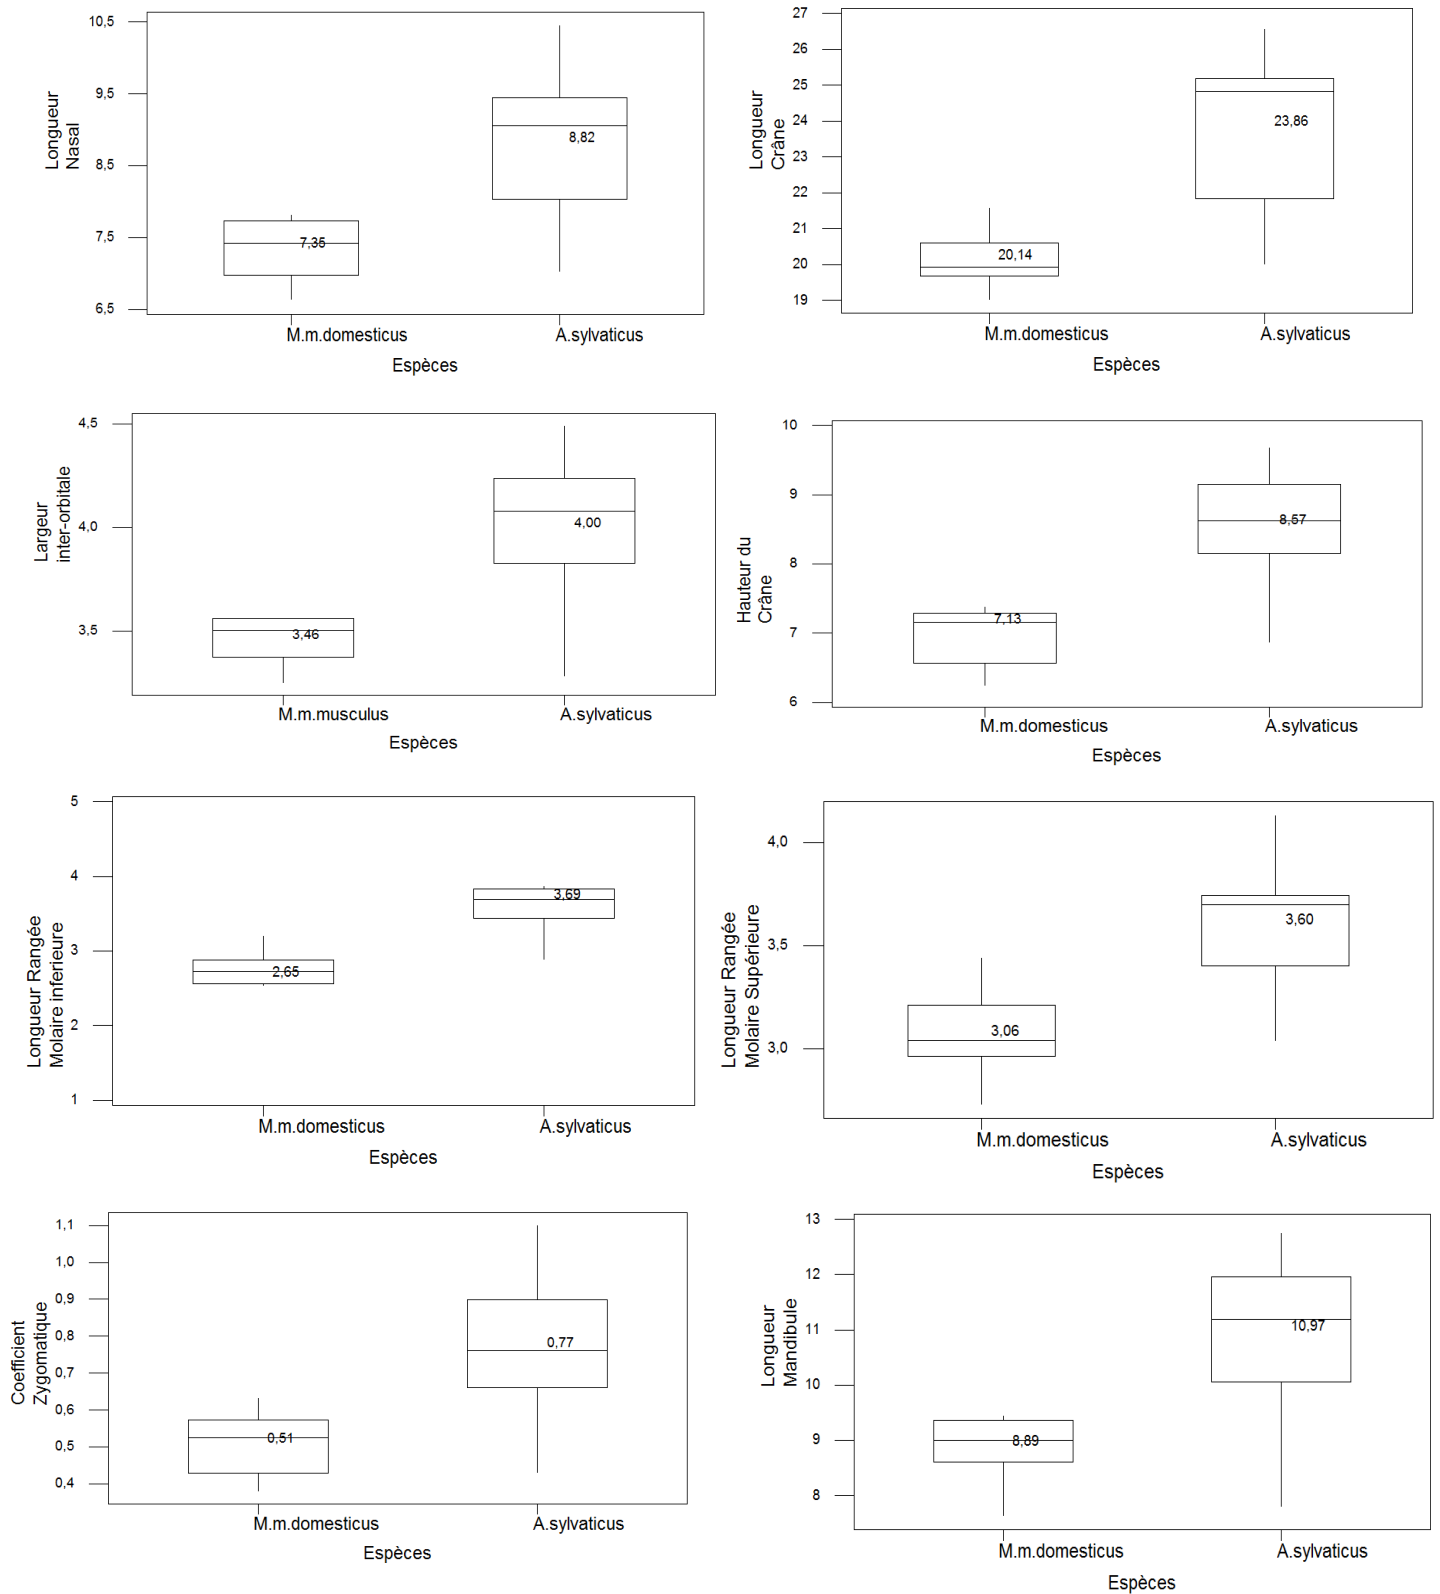 Longueur
Nasal
10,5
9,5
8,5
7,5
6,5
7,35
8,82
M.m.domesticus
A.sylvaticus
Espèces
Longueur
Crâne
27
26
25
24
23
22
21
20
19
20,14
23,86
M.m.domesticus
A.sylvaticus
Espèces
Largeur
inter-orbitale
4,5
4,0
3,5
3,46
4,00
M.m.musculus
A.sylvaticus
Espèces
Hauteur du
Crâne
10
9
8
7
6
7,13
8,57
M.m.domesticus
A.sylvaticus
Espèces
Longueur Rangée
Molaire inferieure
5
4
3
2
1
2,65
3,69
M.m.domesticus
A.sylvaticus
Espèces
Longueur Rangée
Molaire Supérieure
4,0
3,5
3,0
3,06
3,60
M.m.domesticus
A.sylvaticus
Espèces
Coefficient
Zygomatique
1,1
1,0
0,9
0,8
0,7
0,6
0,5
0,4
0,51
0,77
M.m.domesticus
A.sylvaticus
Espèces
Longueur
Mandibule
13
12
11
10
9
8
8,89
10,97
M.m.domesticus
A.sylvaticus
Espèces